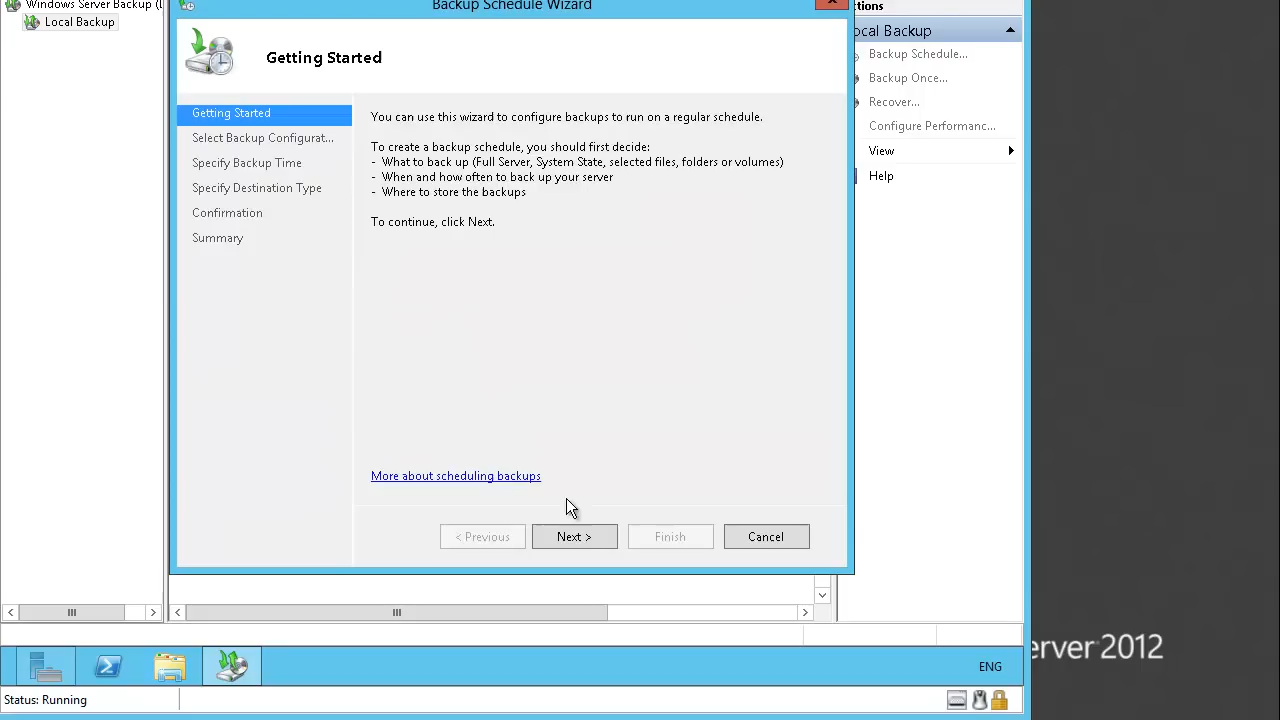 Windows Server Backup (L
Local Backup
Backup Schedule Wizard
Getting Started
Getting Started
Select Backup Configurat...
Specify Backup Time
Specify Destination Type
Confirmation
Summary
You can use this wizard to configure backups to run on a regular schedule.
To create a backup schedule, you should first decide:
- What to back up (Full Server, System State, selected files, folders or volumes)
- When and how often to back up your server
- Where to store the backups
To continue, click Next.
More about scheduling backups
< Previous
Next >
Finish
Cancel
ctions
ocal Backup
Backup Schedule...
Backup Once...
Recover...
Configure Performanc...
View
Help
erver 2012
ENG
Status: Running